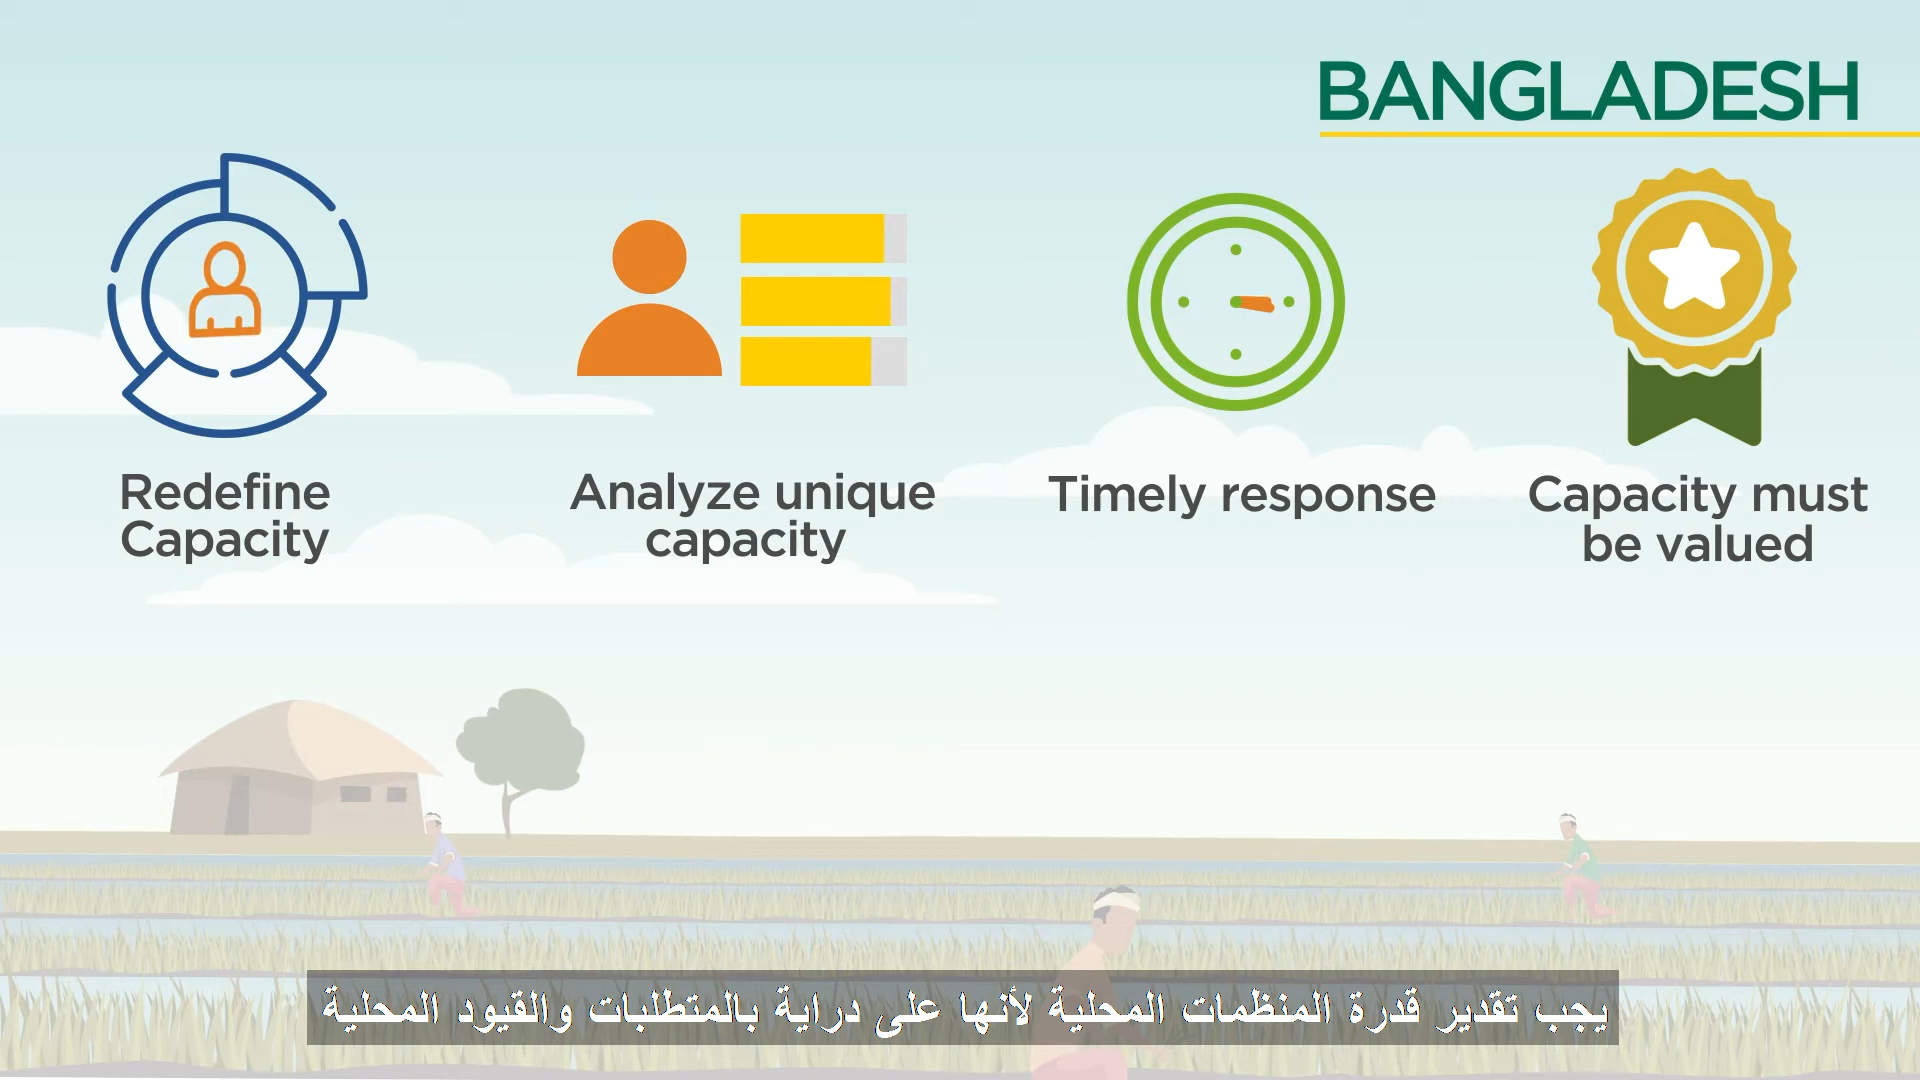 BANGLADESH
Redefine
Capacity
Analyze unique
capacity
Timely response
Capacity must
be valued
يجب تقدير قدرة المنظمات المحلية لأنها على دراية بالمتطلبات والقيود المحلية